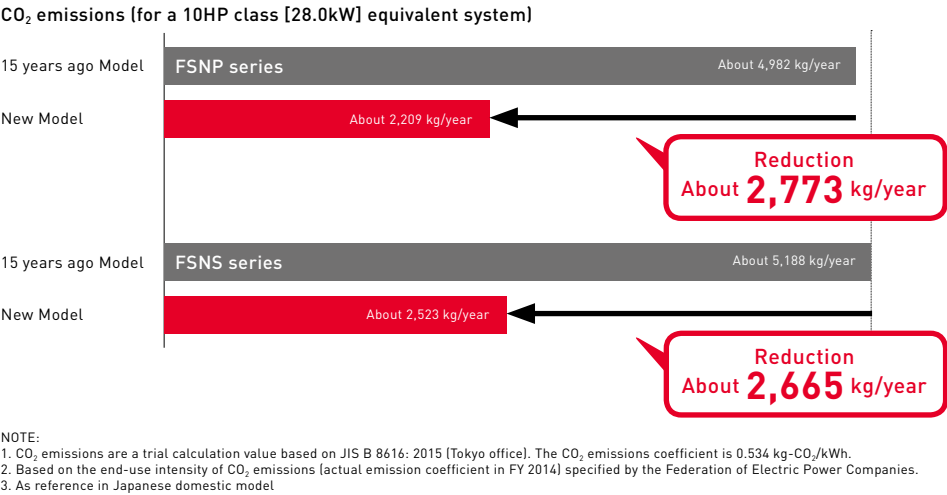 CO₂ emissions (for a 10HP class [28.0kW] equivalent system)
15 years ago Model FSNP series About 4,982 kg/year
New Model About 2,209 kg/year
Reduction
About 2,773 kg/year
15 years ago Model FSNS series About 5,188 kg/year
New Model About 2,523 kg/year
Reduction
About 2,665 kg/year
NOTE:
1. CO₂ emissions are a trial calculation value based on JIS B 8616: 2015 (Tokyo office). The CO₂ emissions coefficient is 0.534 kg-CO₂/kWh.
2. Based on the end-use intensity of CO₂ emissions (actual emission coefficient in FY 2014) specified by the Federation of Electric Power Companies.
3. As reference in Japanese domestic model